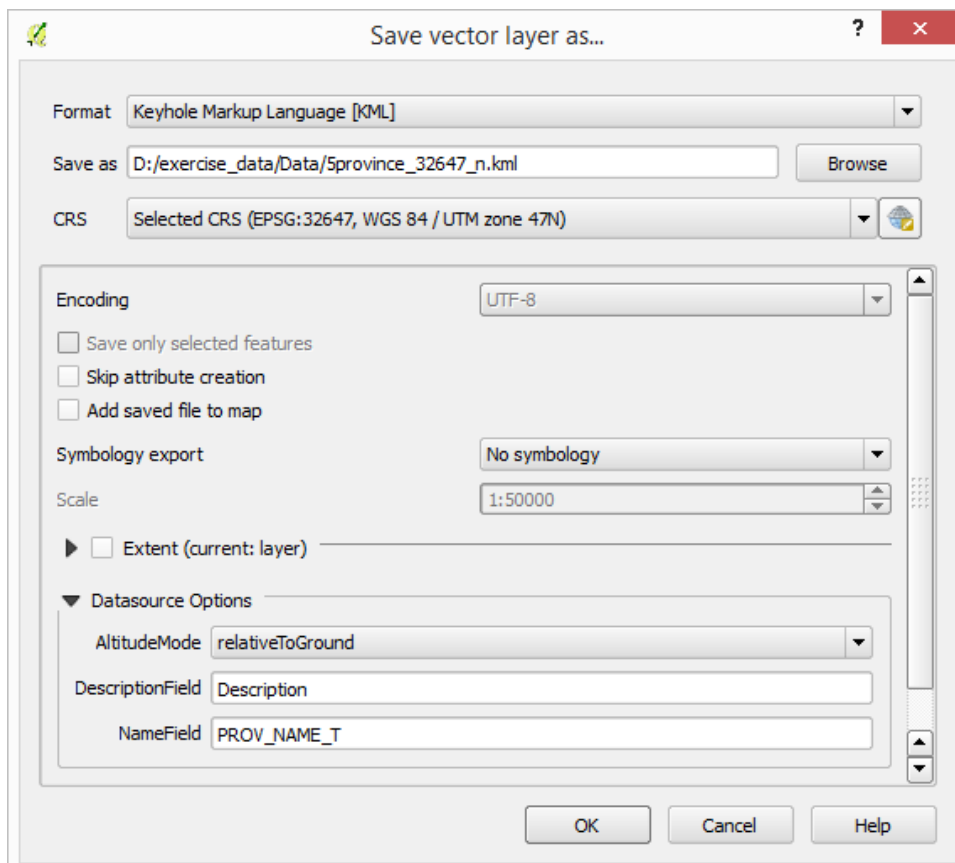 Save vector layer as...
?
Format Keyhole Markup Language [KML]
Save as D:/exercise_data/Data/5province_32647_n.kml Browse
CRS Selected CRS (EPSG:32647, WGS 84 / UTM zone 47N)
Encoding UTF-8
Save only selected features
Skip attribute creation
Add saved file to map
Symbology export No symbology
Scale 1:50000
Extent (current: layer)
Datasource Options
AltitudeMode relativeToGround
DescriptionField Description
NameField PROV_NAME_T
OK Cancel Help